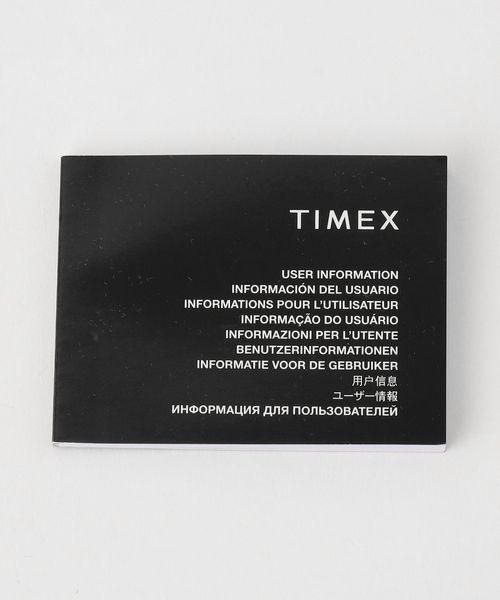 TIMEX
USER INFORMATION
INFORMACIÓN DEL USUARIO
INFORMATIONS POUR L'UTILISATEUR
INFORMAÇÃO DO USUÁRIO
INFORMAZIONI PER L'UTENTE
BENUTZERINFORMATIONEN
INFORMATIE VOOR DE GEBRUIKER
用户信息
ユーザー情報
ИНФОРМАЦИЯ ДЛЯ ПОЛЬЗОВАТЕЛЕЙ